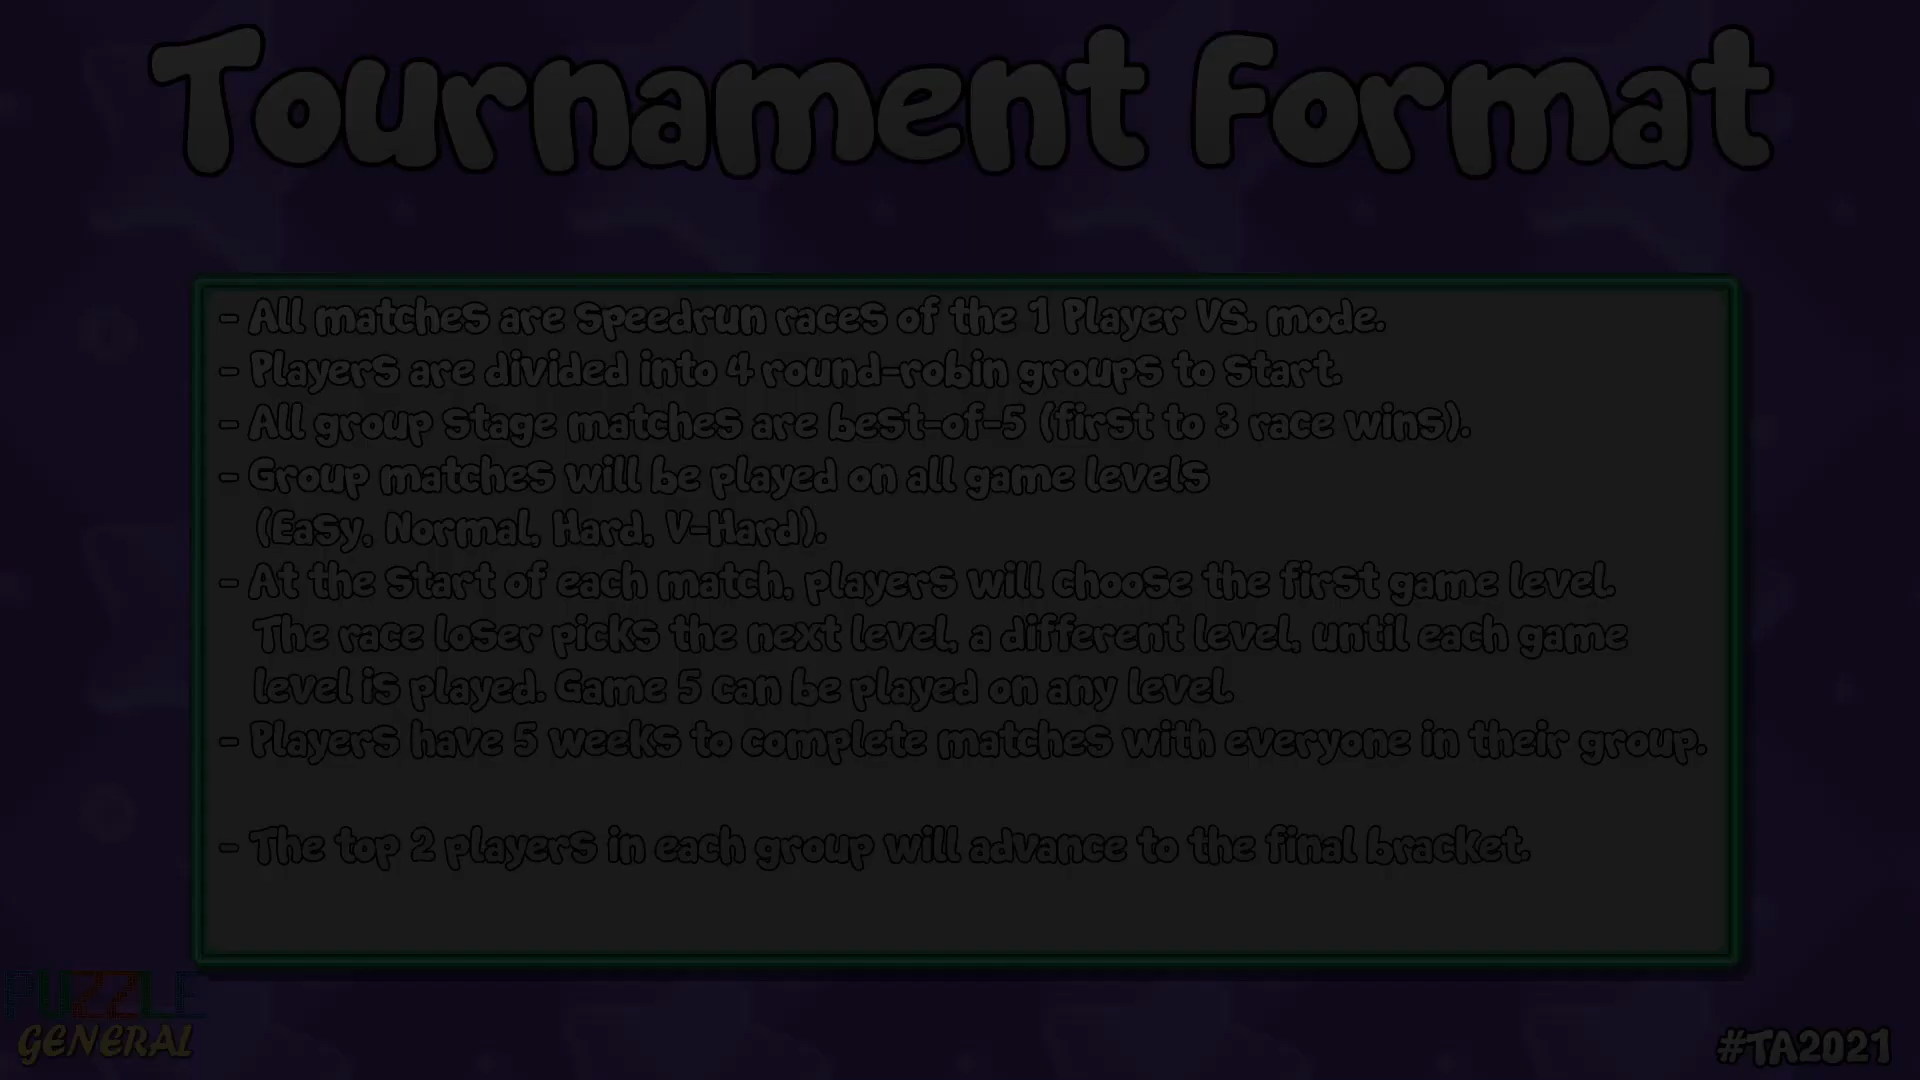 Tournament Format
- All matches are speedrun races of the 1 Player VS. mode.
- Players are divided into 4 round-robin groups to start.
- All group stage matches are best-of-5 (first to 3 race wins).
- Group matches will be played on all game levels
(Easy, Normal, Hard, V-Hard).
- At the start of each match, players will choose the first game level.
The race loser picks the next level, a different level, until each game
level is played. Game 5 can be played on any level.
- Players have 5 weeks to complete matches with everyone in their group.
- The top 2 players in each group will advance to the final bracket.
PUZZLE
GENERAL
#TA2021